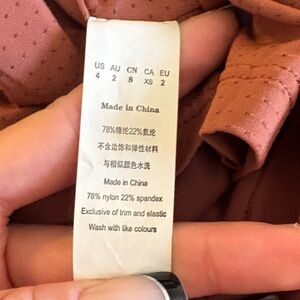 US AU CN CA EU
4 2 S XS 2
Made in China
78%锦纶22%氨纶
不含边饰和弹性材料
与相似颜色水洗
Made in China
78% nylon 22% spandex
Exclusive of trim and elastic
Wash with like colours